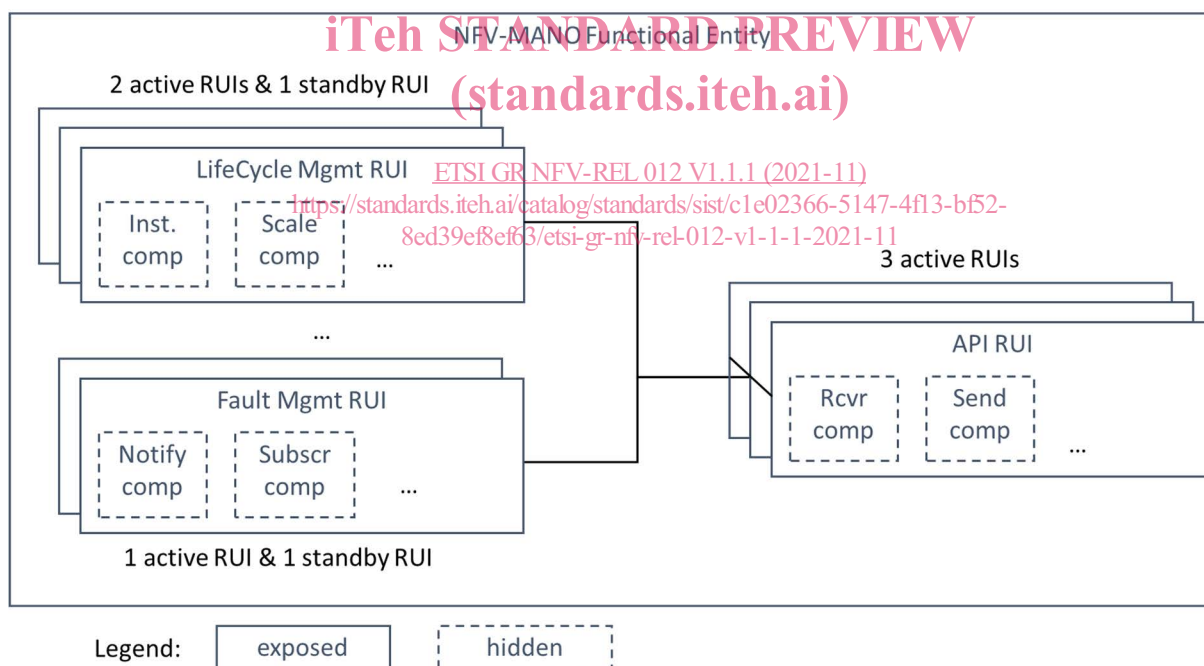 iTeh STANDARD PREVIEW
NFV-MANO Functional Entity
(standards.iteh.ai)
2 active RUIs & 1 standby RUI
LifeCycle Mgmt RUI
ETSI GR NFV-REL 012 V1.1.1 (2021-11)
https://standards.iteh.ai/catalog/standards/sist/c1e02366-5147-4f13-bf52-
8ed39ef8ef63/etsi-gr-nfv-rel-012-v1-1-1-2021-11
Inst.
comp
Scale
comp
...
...
Fault Mgmt RUI
Notify
comp
Subscr
comp
...
1 active RUI & 1 standby RUI
3 active RUIs
API RUI
Rcvr
comp
Send
comp
...
Legend:
exposed
hidden